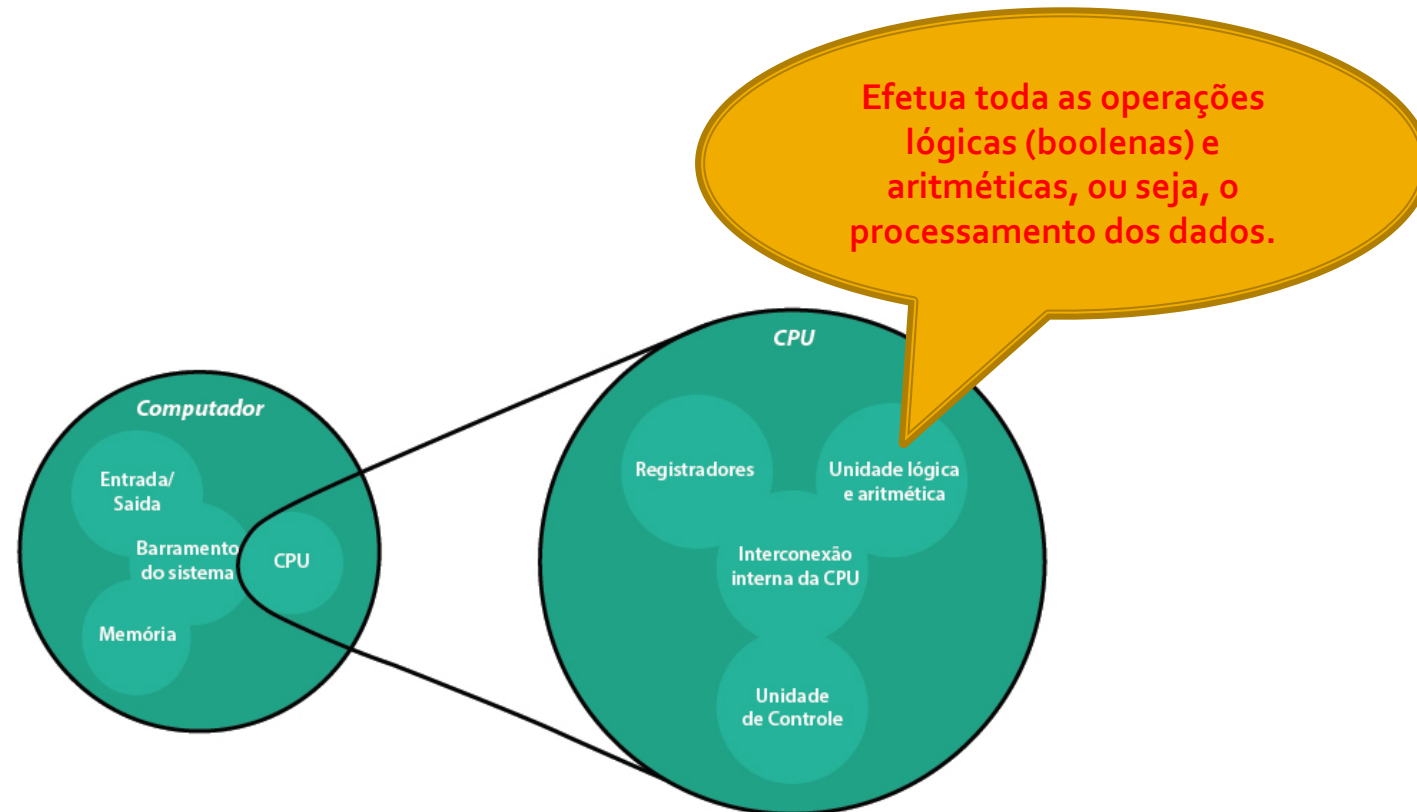 Efetua toda as operações
lógicas (boolenas) e
aritméticas, ou seja, o
processamento dos dados.
CPU
Computador
Registradores
Unidade lógica
e aritmética
Entrada/
Saída
Barramento
do sistema
CPU
Interconexão
interna da CPU
Memória
Unidade
de Controle